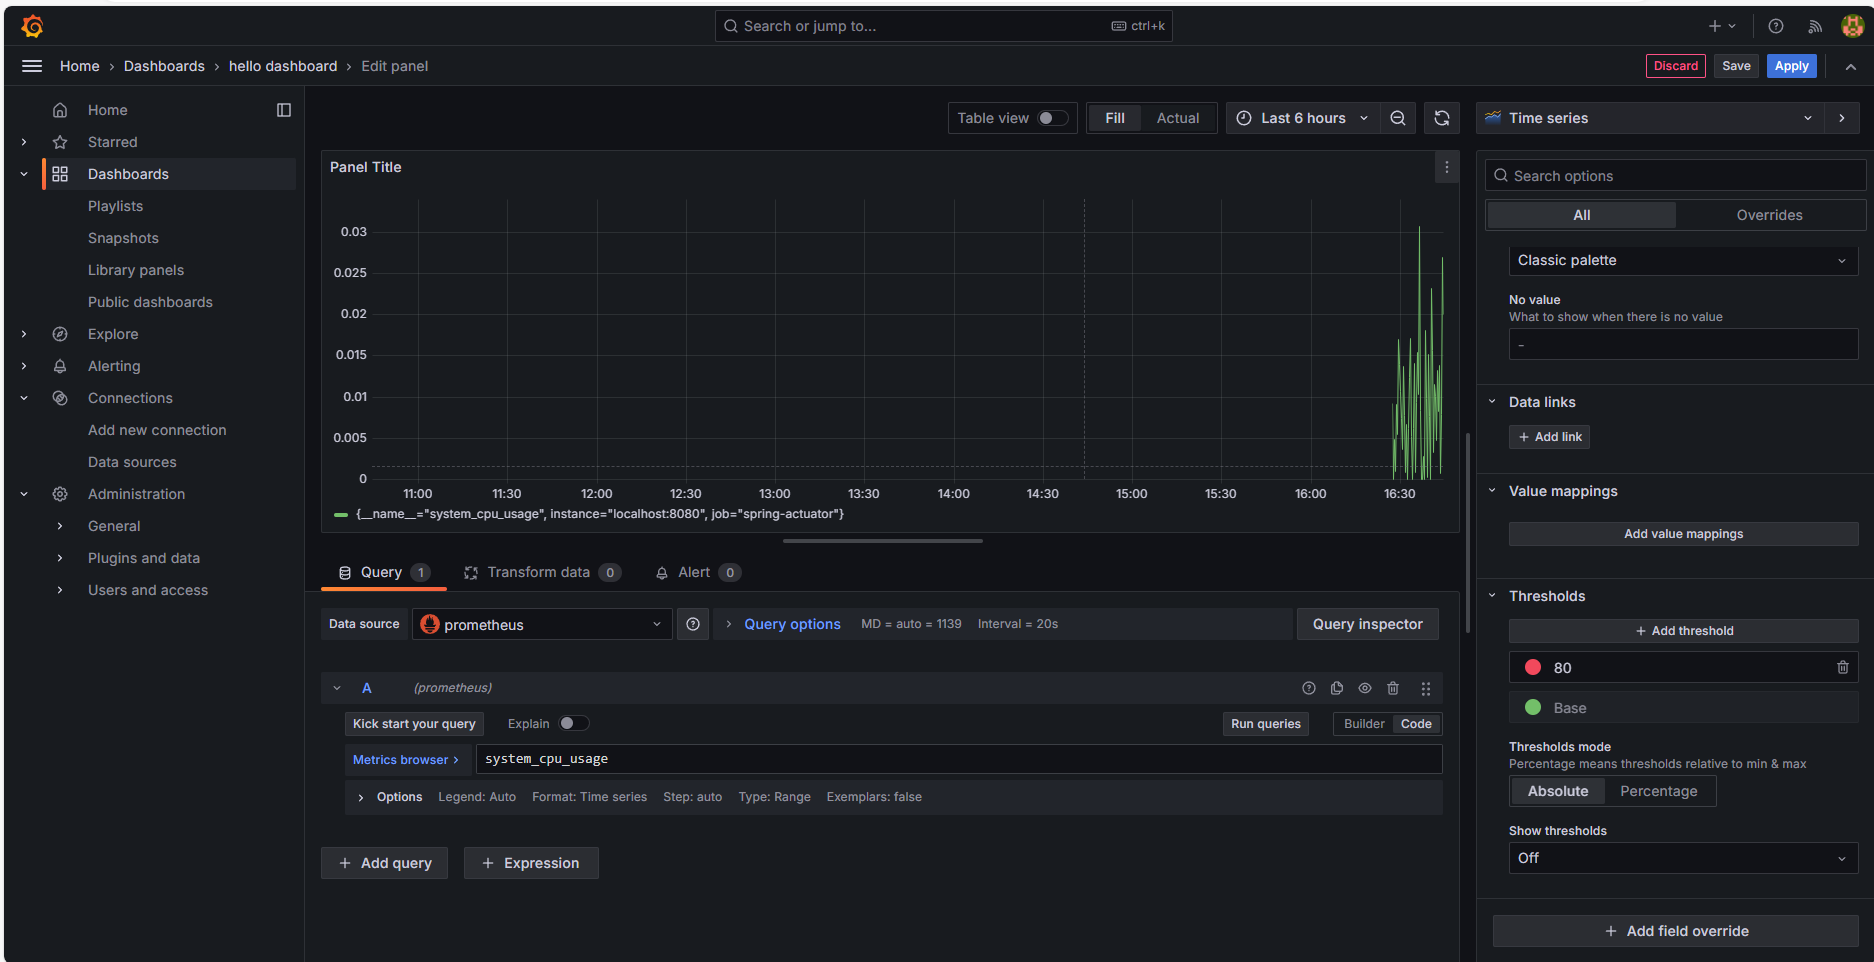 Search or jump to... ctrl+k
Home › Dashboards › hello dashboard › Edit panel
Discard Save Apply
Home
Starred
Dashboards
Playlists
Snapshots
Library panels
Public dashboards
Explore
Alerting
Connections
Add new connection
Data sources
Administration
General
Plugins and data
Users and access
Table view Fill Actual Last 6 hours
Panel Title
0.03
0.025
0.02
0.015
0.01
0.005
0
11:00 11:30 12:00 12:30 13:00 13:30 14:00 14:30 15:00 15:30 16:00 16:30
{__name__="system_cpu_usage", instance="localhost:8080", job="spring-actuator"}
Query 1 Transform data 0 Alert 0
Data source prometheus Query options MD = auto = 1139 Interval = 20s Query inspector
A (prometheus)
Kick start your query Explain Run queries Builder Code
Metrics browser › system_cpu_usage
Options Legend: Auto Format: Time series Step: auto Type: Range Exemplars: false
+ Add query + Expression
Time series
Search options
All Overrides
Classic palette
No value
What to show when there is no value
-
Data links
+ Add link
Value mappings
Add value mappings
Thresholds
+ Add threshold
80
Base
Thresholds mode
Percentage means thresholds relative to min & max
Absolute Percentage
Show thresholds
Off
+ Add field override